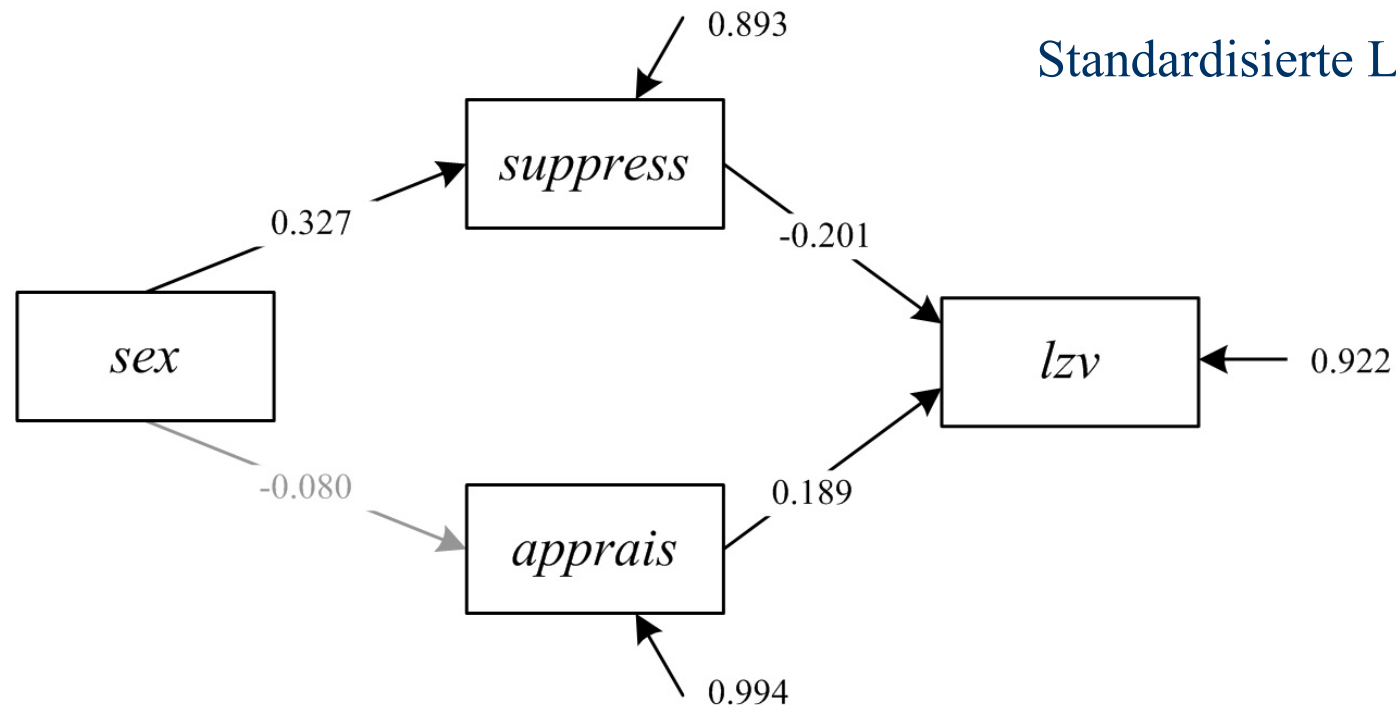 0.893
Standardisierte L
suppress
0.327
-0.201
sex
lzv
0.922
-0.080
0.189
apprais
0.994